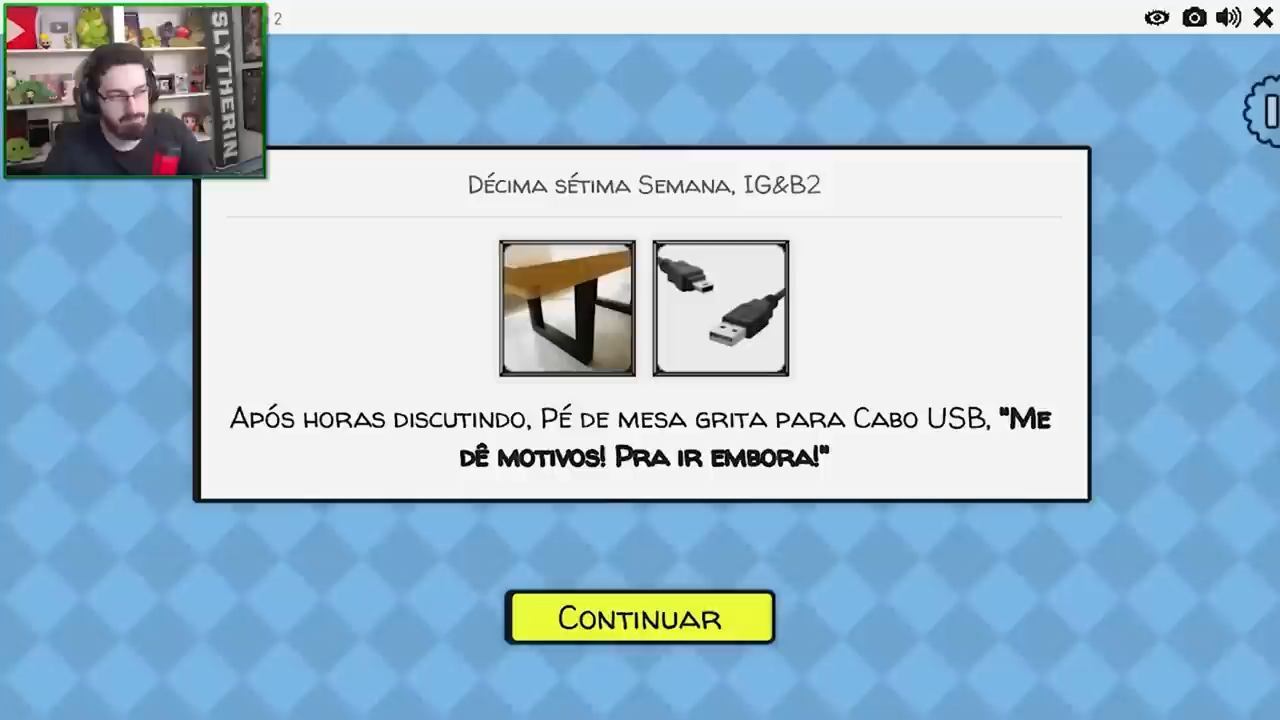 SLYTHERIN
2
Décima sétima Semana, IG&B2
Após horas discutindo, Pé de mesa grita para Cabo USB, "Me
dê motivos! Pra ir embora!"
Continuar